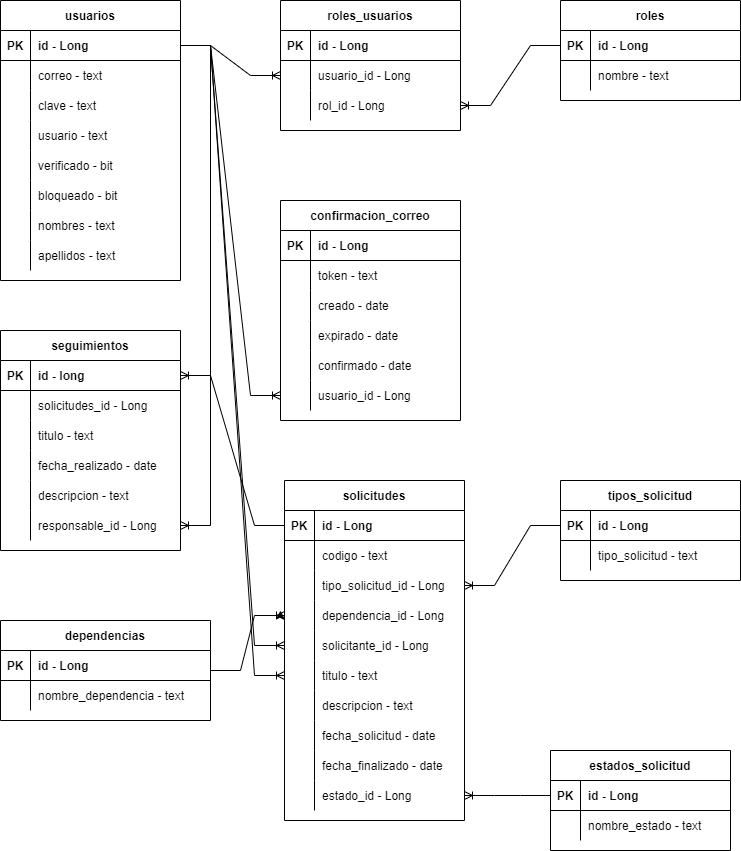 usuarios
PK id - Long
correo - text
clave - text
usuario - text
verificado - bit
bloqueado - bit
nombres - text
apellidos - text
roles_usuarios
PK id - Long
usuario_id - Long
rol_id - Long
roles
PK id - Long
nombre - text
confirmacion_correo
PK id - Long
token - text
creado - date
expirado - date
confirmado - date
usuario_id - Long
seguimientos
PK id - long
solicitudes_id - Long
titulo - text
fecha_realizado - date
descripcion - text
responsable_id - Long
solicitudes
PK id - Long
codigo - text
tipo_solicitud_id - Long
dependencia_id - Long
solicitante_id - Long
titulo - text
descripcion - text
fecha_solicitud - date
fecha_finalizado - date
estado_id - Long
tipos_solicitud
PK id - Long
tipo_solicitud - text
dependencias
PK id - Long
nombre_dependencia - text
estados_solicitud
PK id - Long
nombre_estado - text